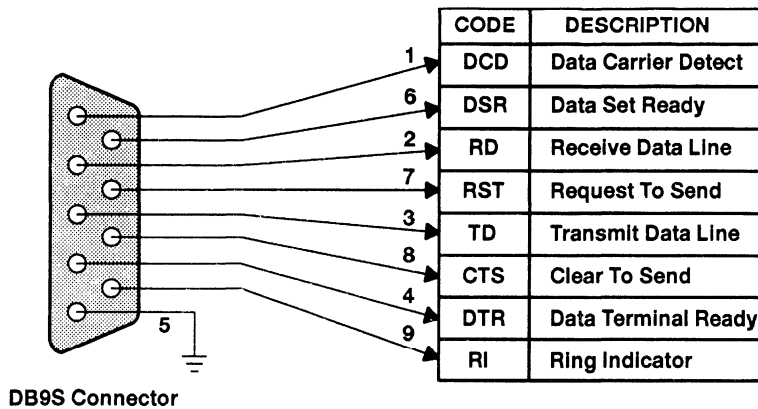 CODE DESCRIPTION
1 DCD Data Carrier Detect
6 DSR Data Set Ready
2 RD Receive Data Line
7 RST Request To Send
3 TD Transmit Data Line
8 CTS Clear To Send
4 DTR Data Terminal Ready
9 RI Ring Indicator
5
DB9S Connector